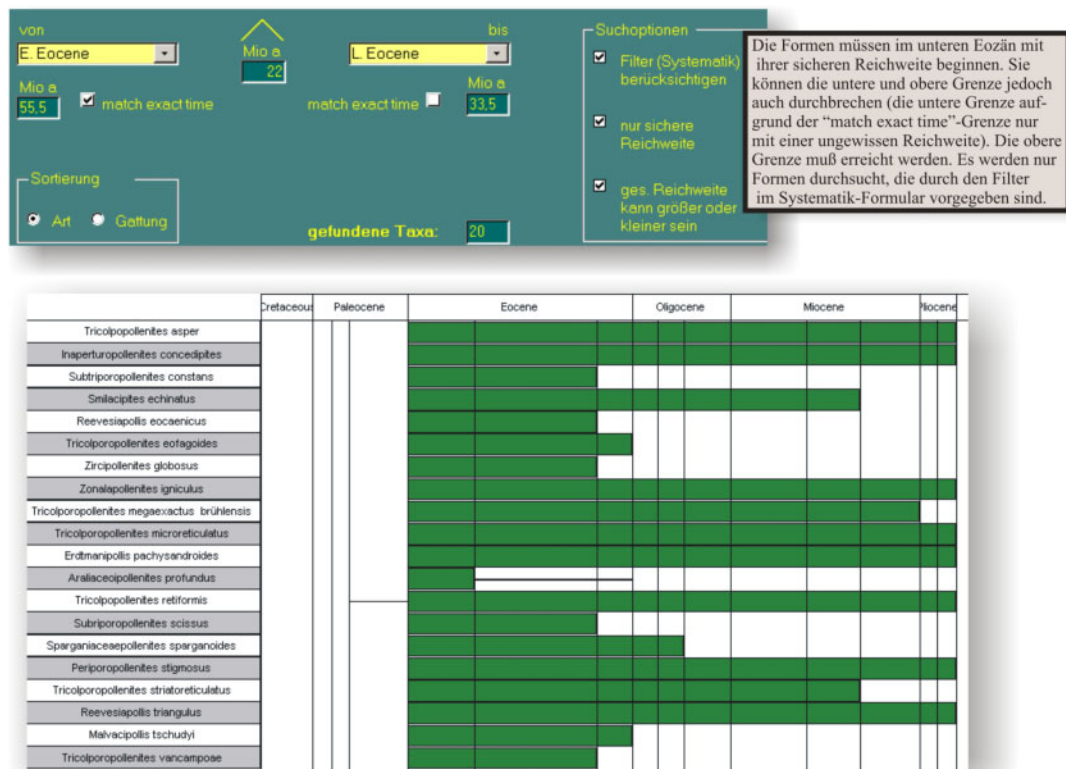 von
bis
E. Eocene
Mio a
22
L. Eocene
Mio a
55,5
match exact time
match exact time
Mio a
33,5
Sortierung
Art
Gattung
gefundene Taxa:
20
Suchoptionen
Filter (Systematik)
berücksichtigen
nur sichere
Reichweite
ges. Reichweite
kann größer oder
kleiner sein
Die Formen müssen im unteren Eozän mit
ihrer sicheren Reichweite beginnen. Sie
können die untere und obere Grenze jedoch
auch durchbrechen (die untere Grenze auf-
grund der “match exact time”-Grenze nur
mit einer ungewissen Reichweite). Die obere
Grenze muß erreicht werden. Es werden nur
Formen durchsucht, die durch den Filter
im Systematik-Formular vorgegeben sind.
Cretaceous Paleocene Eocene Oligocene Miocene Pliocene
Tricolpopollenites asper
Inaperturopollenites concedipites
Subtriporopollenites constans
Smilacipites echinatus
Reevesiapollis eocaenicus
Tricolporopollenites eofagoides
Zircipollenites globosus
Zonalapollenites igniculus
Tricolporopollenites megaexactus brühlensis
Tricolporopollenites microreticulatus
Erdtmanipollis pachysandroides
Araliaceoipollenites profundus
Tricolpopollenites retiformis
Subriporopollenites scissus
Sparganiaceaepollenites sparganoides
Periporopollenites stigmosus
Tricolporopollenites striatoreticulatus
Reevesiapollis triangulus
Malvacipollis tschudyi
Tricolporopollenites vancampoae